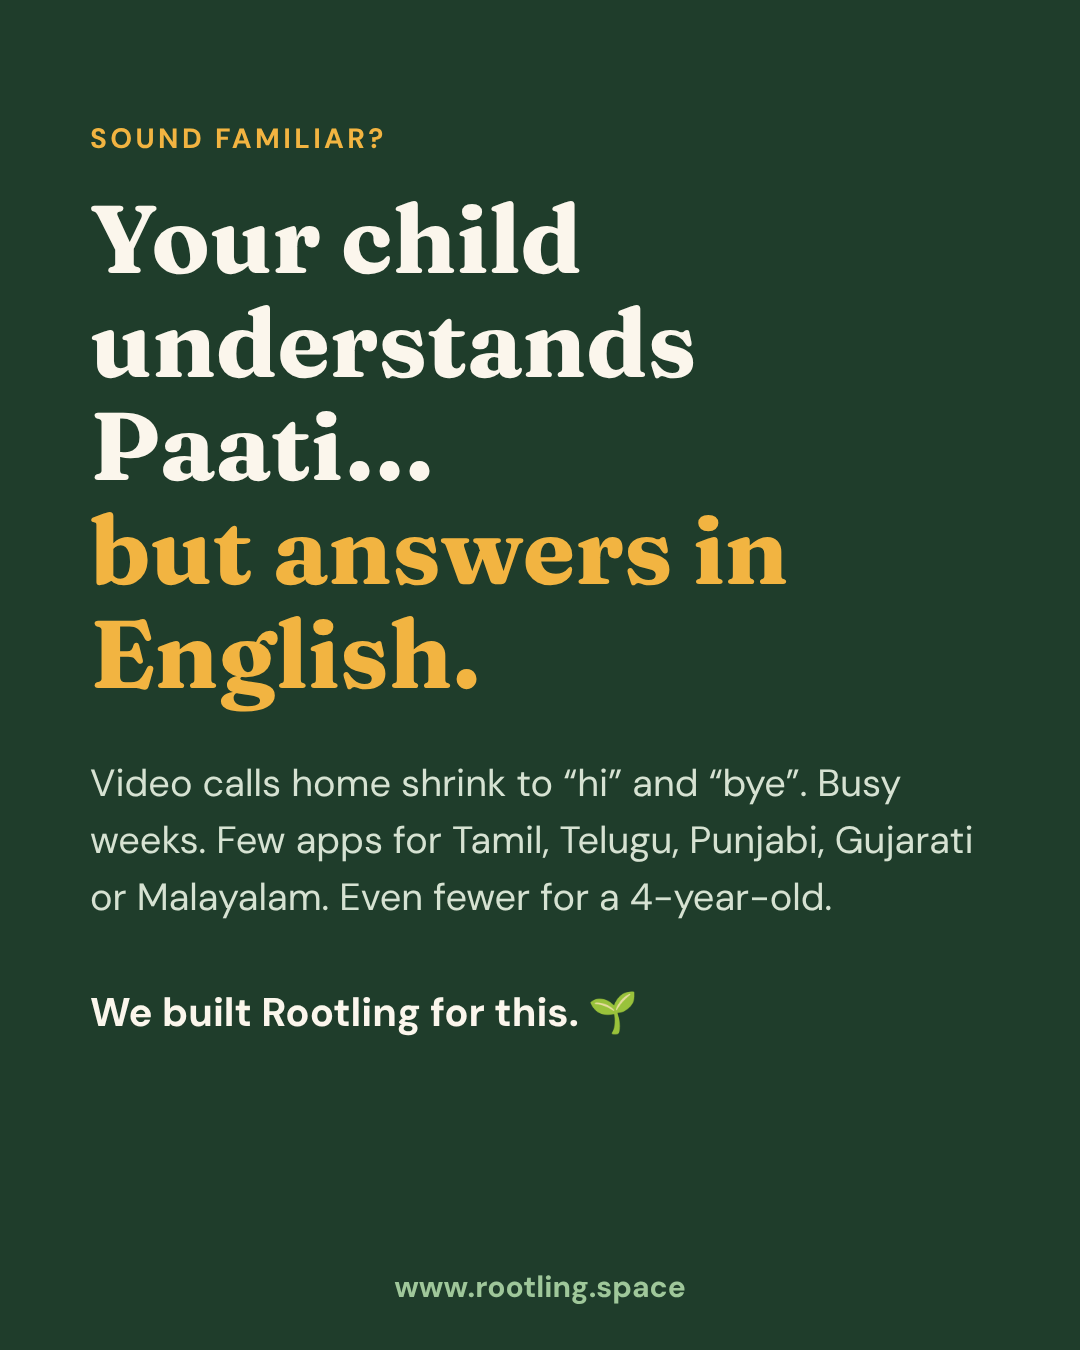 SOUND FAMILIAR?
Your child
understands
Paati...
but answers in
English.
Video calls home shrink to “hi” and “bye”. Busy
weeks. Few apps for Tamil, Telugu, Punjabi, Gujarati
or Malayalam. Even fewer for a 4-year-old.
We built Rootling for this. 🌱
www.rootling.space